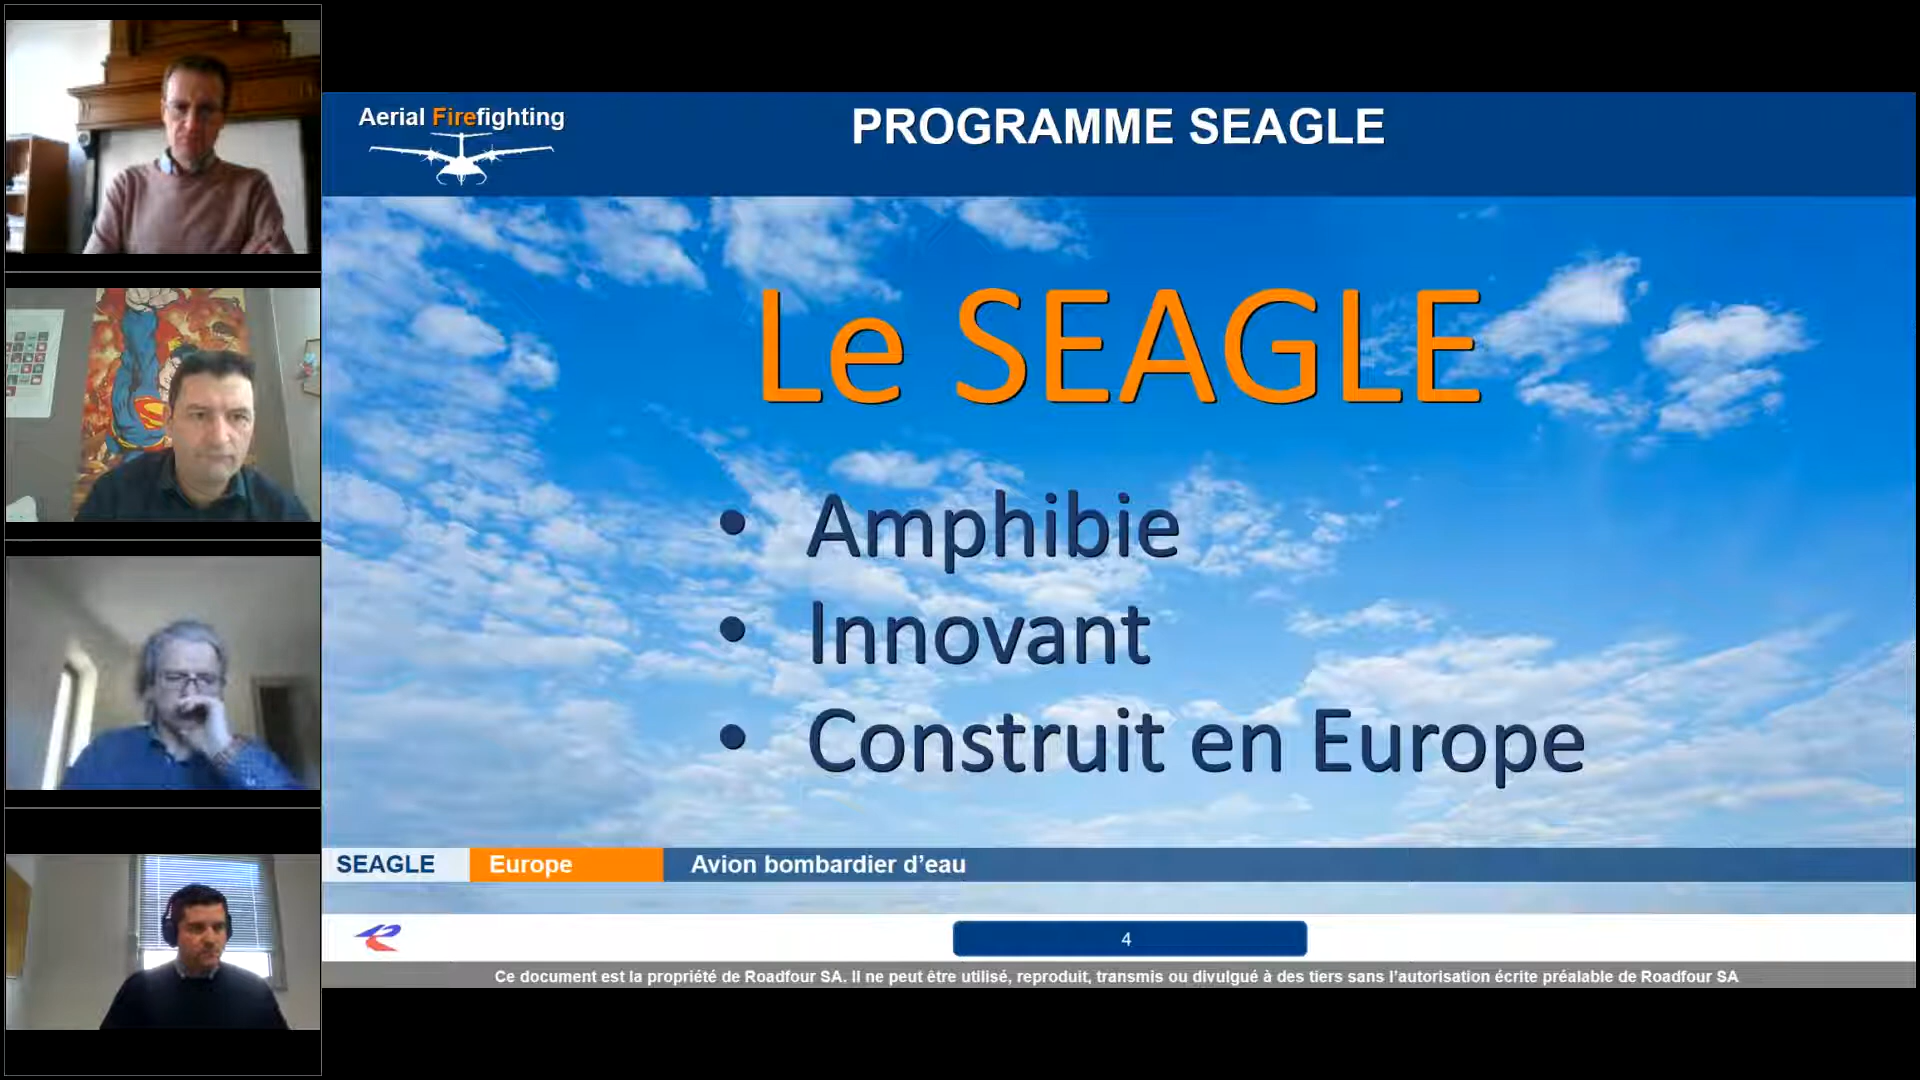 Aerial Firefighting
PROGRAMME SEAGLE
Le SEAGLE
• Amphibie
• Innovant
• Construit en Europe
SEAGLE Europe Avion bombardier d’eau
4
Ce document est la propriété de Roadfour SA. Il ne peut être utilisé, reproduit, transmis ou divulgué à des tiers sans l’autorisation écrite préalable de Roadfour SA